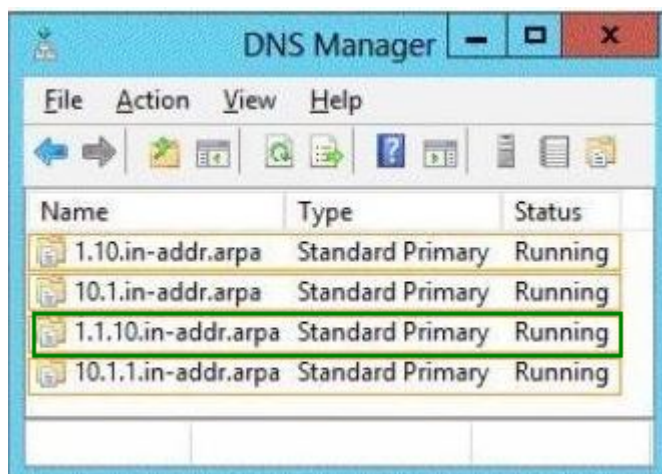 DNS Manager
File Action View Help
Name Type Status
1.10.in-addr.arpa Standard Primary Running
10.1.in-addr.arpa Standard Primary Running
1.1.10.in-addr.arpa Standard Primary Running
10.1.1.in-addr.arpa Standard Primary Running